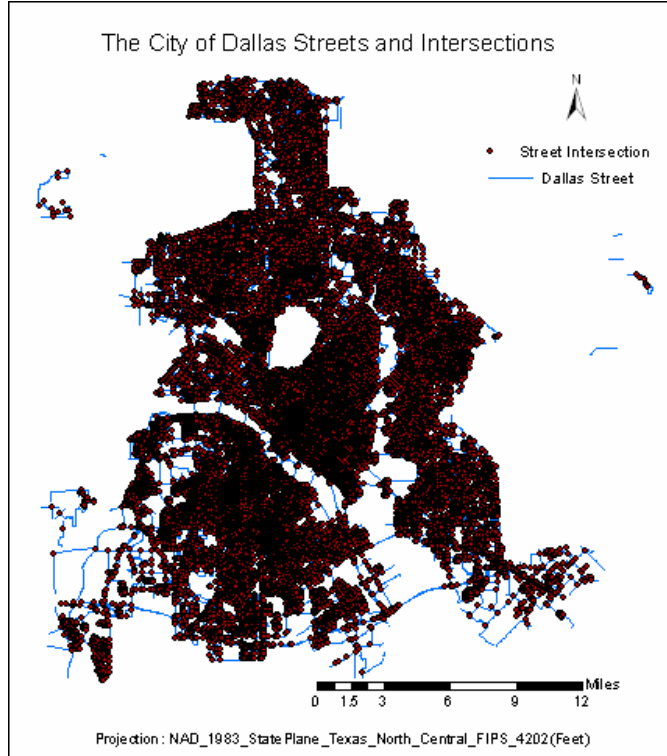 The City of Dallas Streets and Intersections
N
Street Intersection
Dallas Street
Miles
0 1.5 3 6 9 12
Projection: NAD_1983_StatePlane_Texas_North_Central_FIPS_4202(Feet)